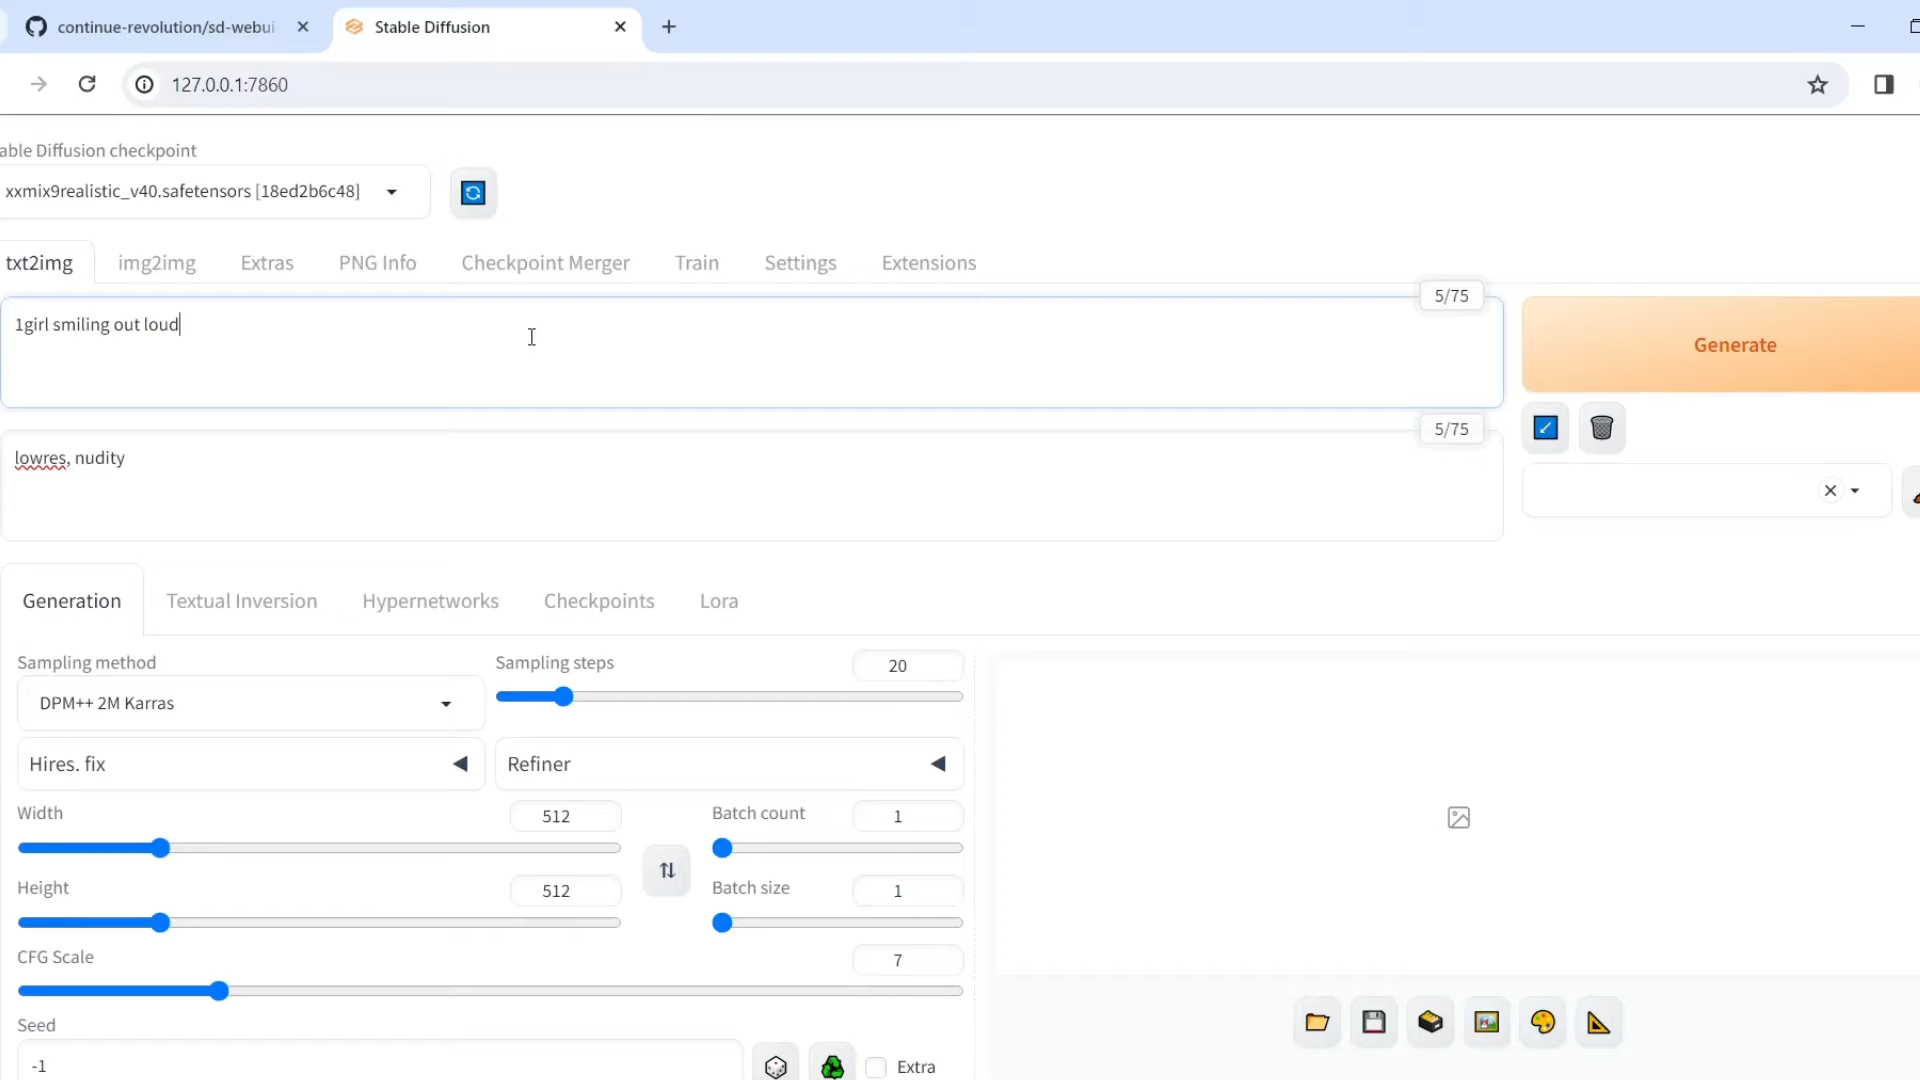 continue-revolution/sd-webui-
Stable Diffusion
127.0.0.1:7860
able Diffusion checkpoint
xxmix9realistic_v40.safetensors [18ed2b6c48]
txt2img img2img Extras PNG Info Checkpoint Merger Train Settings Extensions
5/75
1girl smiling out loud
Generate
5/75
lowres, nudity
Generation Textual Inversion Hypernetworks Checkpoints Lora
Sampling method
DPM++ 2M Karras
Sampling steps
20
Hires. fix
Refiner
Width
512
Batch count
1
Height
512
Batch size
1
CFG Scale
7
Seed
-1
Extra